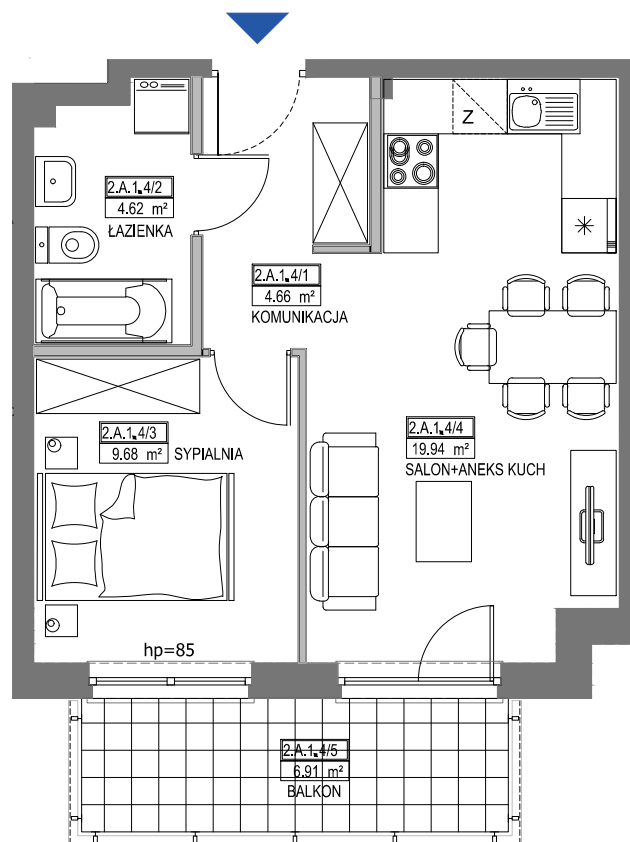 Z
2.A.1.4/2
4.62 m²
ŁAZIENKA
2.A.1.4/1
4.66 m²
KOMUNIKACJA
2.A.1.4/3
9.68 m²
SYPIALNIA
2.A.1.4/4
19.94 m²
SALON+ANEKS KUCH
hp=85
2.A.1.4/5
6.91 m²
BALKON